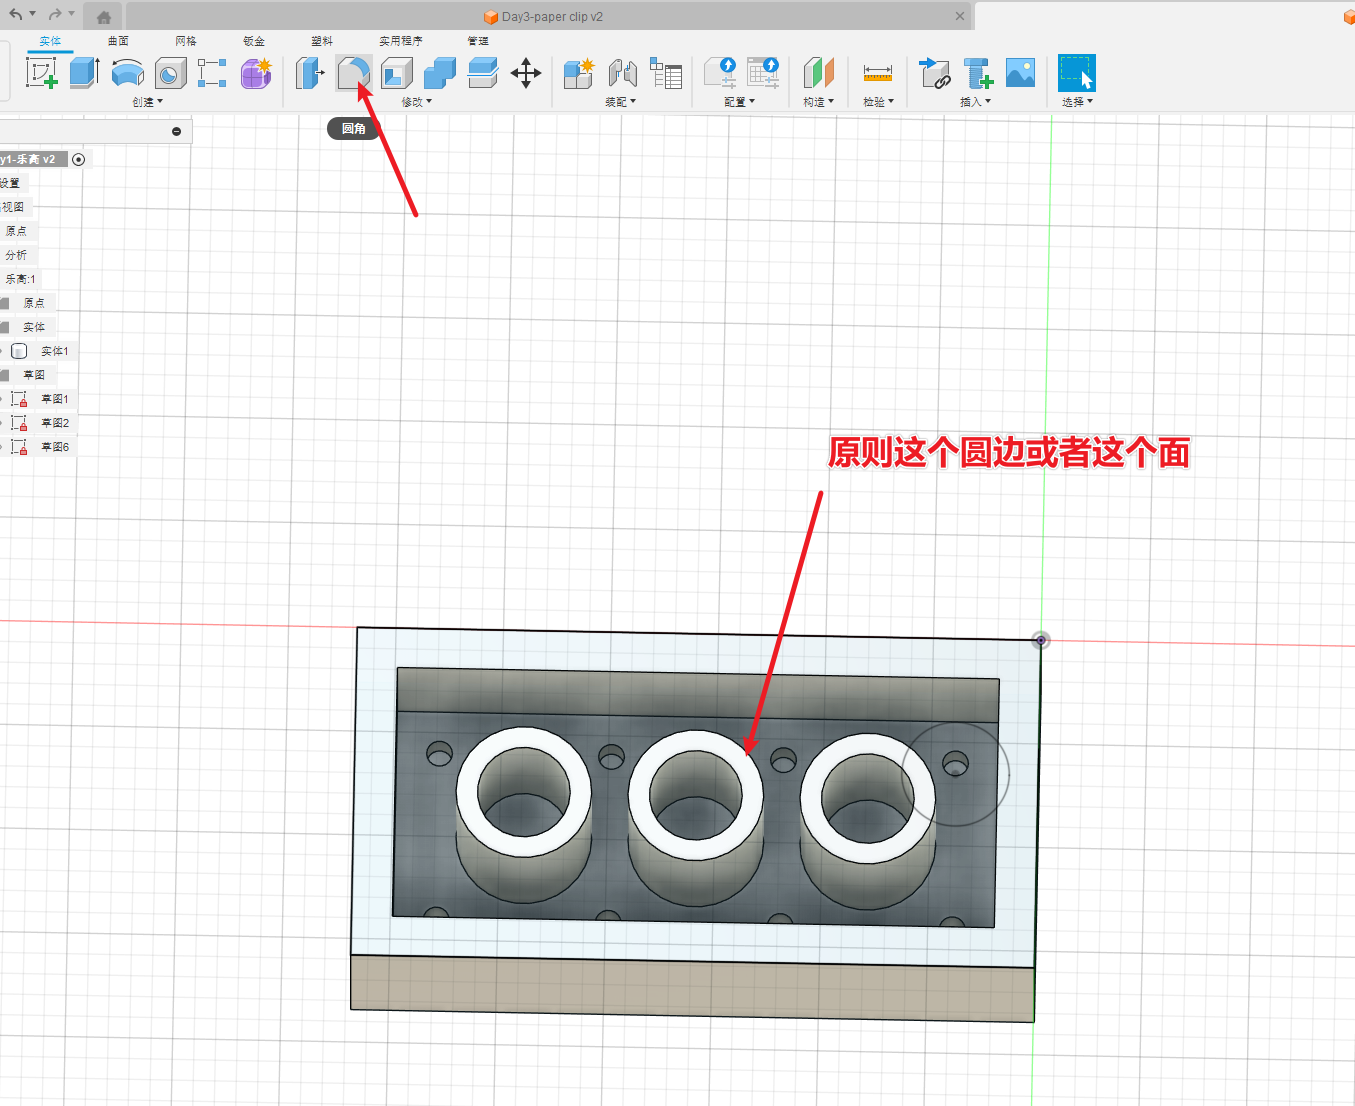 Day3-paper clip v2
实体 曲面 网格 钣金 塑料 实用程序 管理
创建 修改 装配 配置 构造 检验 插入 选择
圆角
y1-乐高 v2
设置
视图
原点
分析
乐高:1
原点
实体
实体1
草图
草图1
草图2
草图6
原则这个圆边或者这个面